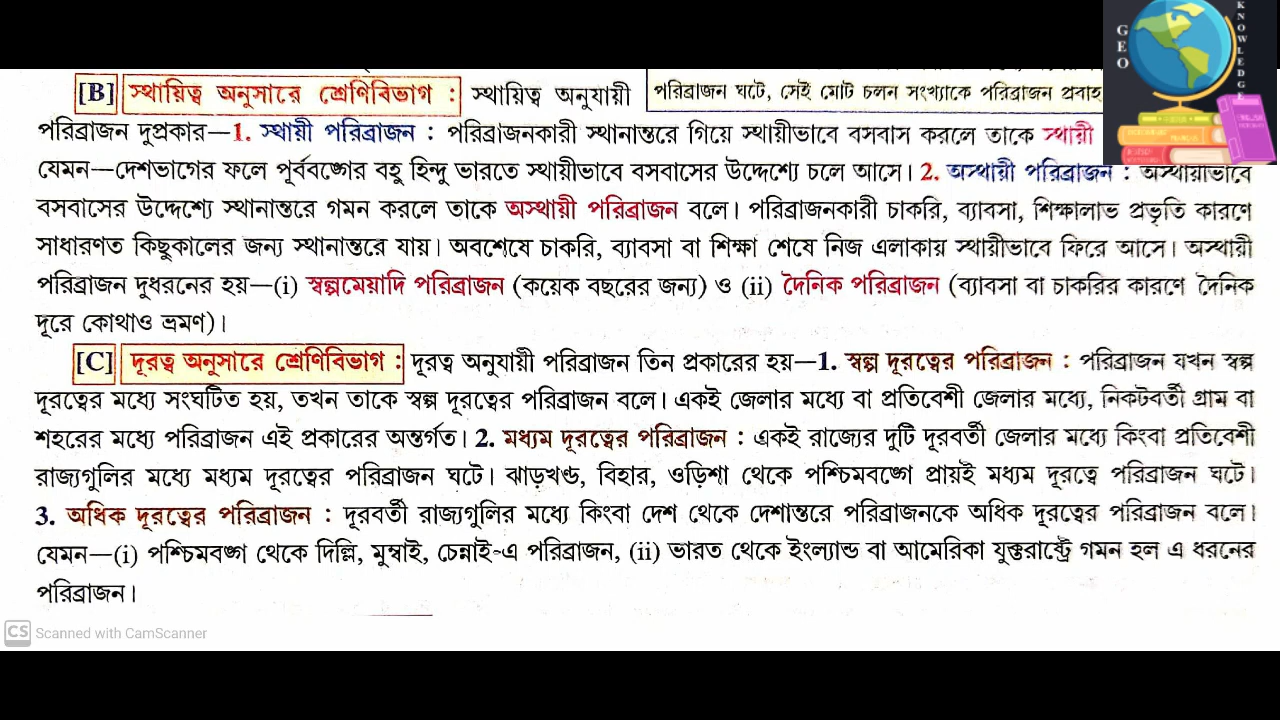 [B] স্থায়িত্ব অনুসারে শ্রেণিবিভাগ : স্থায়িত্ব অনুযায়ী
পরিব্রাজন ঘটে, সেই মোট চলন সংখ্যাকে পরিব্রাজন প্রবাহ
GEO
KNOWLEDGE
পরিব্রাজন দুপ্রকার—1. স্থায়ী পরিব্রাজন : পরিব্রাজনকারী স্থানান্তরে গিয়ে স্থায়ীভাবে বসবাস করলে তাকে স্থায়ী
যেমন—দেশভাগের ফলে পূর্ববঙ্গের বহু হিন্দু ভারতে স্থায়ীভাবে বসবাসের উদ্দেশ্যে চলে আসে। 2. অস্থায়ী পরিব্রাজন : অস্থায়ীভাবে
বসবাসের উদ্দেশ্যে স্থানান্তরে গমন করলে তাকে অস্থায়ী পরিব্রাজন বলে। পরিব্রাজনকারী চাকরি, ব্যাবসা, শিক্ষালাভ প্রভৃতি কারণে
সাধারণত কিছুকালের জন্য স্থানান্তরে যায়। অবশেষে চাকরি, ব্যাবসা বা শিক্ষা শেষে নিজ এলাকায় স্থায়ীভাবে ফিরে আসে। অস্থায়ী
পরিব্রাজন দুধরনের হয়—(i) স্বল্পমেয়াদি পরিব্রাজন (কয়েক বছরের জন্য) ও (ii) দৈনিক পরিব্রাজন (ব্যাবসা বা চাকরির কারণে দৈনিক
দূরে কোথাও ভ্রমণ)।
[C] দূরত্ব অনুসারে শ্রেণিবিভাগ : দূরত্ব অনুযায়ী পরিব্রাজন তিন প্রকারের হয়—1. স্বল্প দূরত্বের পরিব্রাজন : পরিব্রাজন যখন স্বল্প
দূরত্বের মধ্যে সংঘটিত হয়, তখন তাকে স্বল্প দূরত্বের পরিব্রাজন বলে। একই জেলার মধ্যে বা প্রতিবেশী জেলার মধ্যে, নিকটবর্তী গ্রাম বা
শহরের মধ্যে পরিব্রাজন এই প্রকারের অন্তর্গত। 2. মধ্যম দূরত্বের পরিব্রাজন : একই রাজ্যের দুটি দূরবর্তী জেলার মধ্যে কিংবা প্রতিবেশী
রাজ্যগুলির মধ্যে মধ্যম দূরত্বের পরিব্রাজন ঘটে। ঝাড়খণ্ড, বিহার, ওড়িশা থেকে পশ্চিমবঙ্গে প্রায়ই মধ্যম দূরত্বে পরিব্রাজন ঘটে।
3. অধিক দূরত্বের পরিব্রাজন : দূরবর্তী রাজ্যগুলির মধ্যে কিংবা দেশ থেকে দেশান্তরে পরিব্রাজনকে অধিক দূরত্বের পরিব্রাজন বলে।
যেমন—(i) পশ্চিমবঙ্গ থেকে দিল্লি, মুম্বাই, চেন্নাই-এ পরিব্রাজন, (ii) ভারত থেকে ইংল্যান্ড বা আমেরিকা যুক্তরাষ্ট্রে গমন হল এ ধরনের
পরিব্রাজন।
CS Scanned with CamScanner